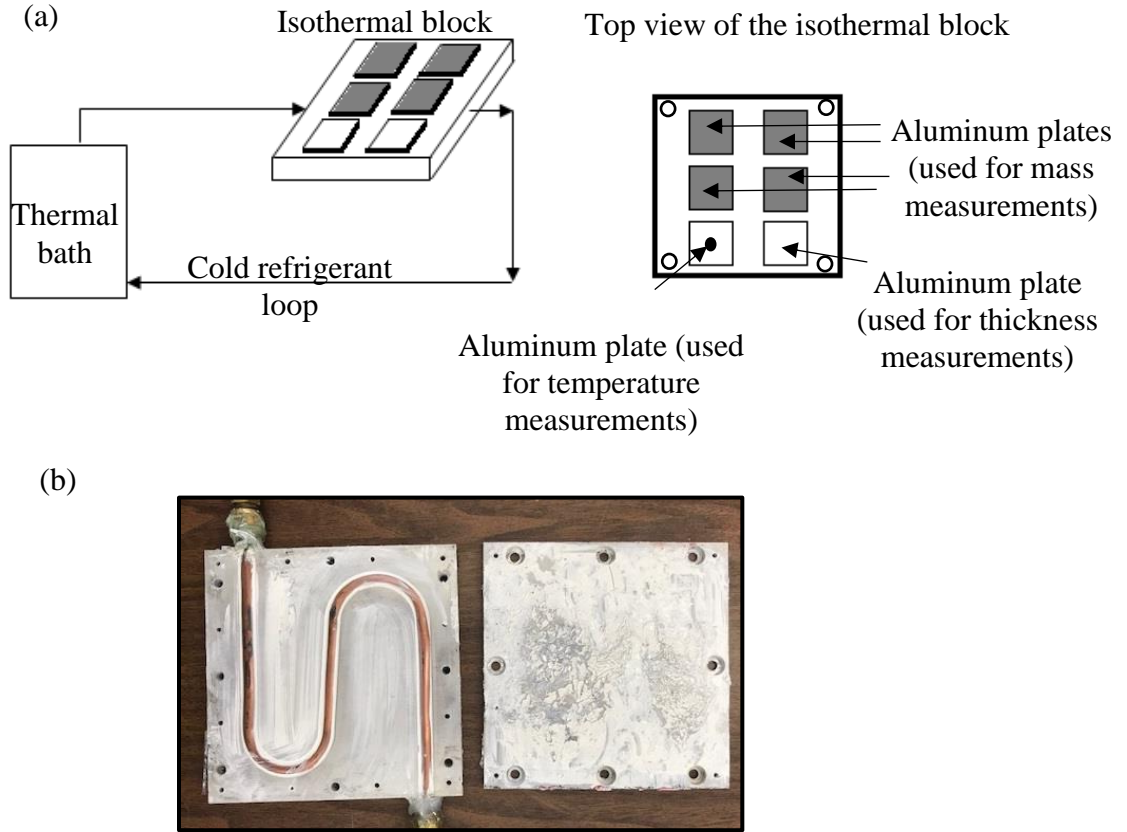 (a)
Isothermal block
Top view of the isothermal block
Thermal
bath
Cold refrigerant
loop
Aluminum plates
(used for mass
measurements)
Aluminum plate
(used for thickness
measurements)
Aluminum plate (used
for temperature
measurements)
(b)